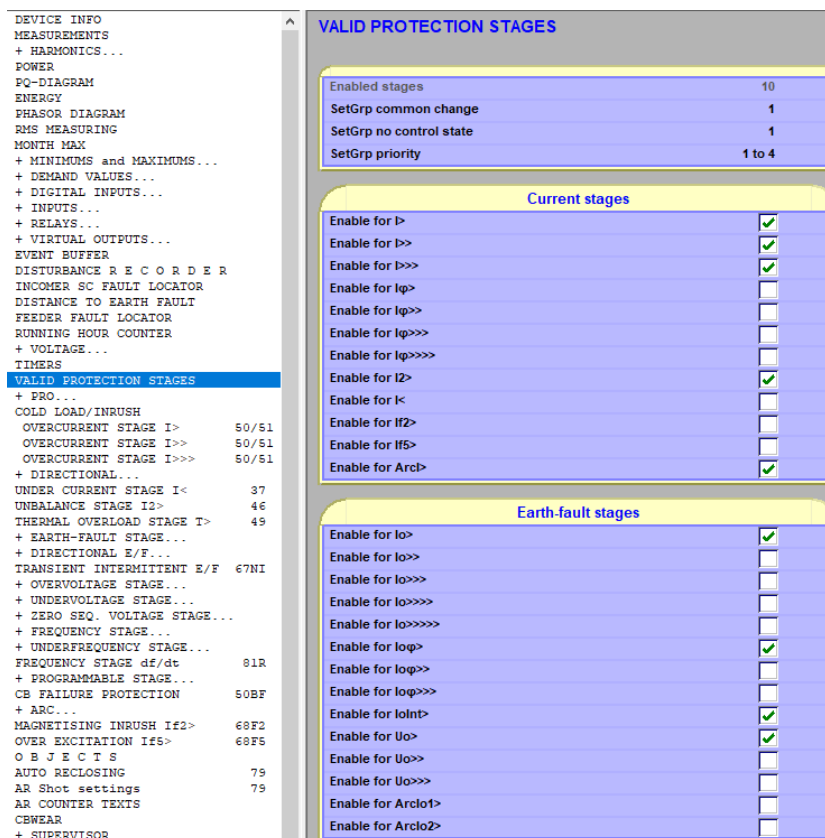 DEVICE INFO
MEASUREMENTS
+ HARMONICS...
POWER
PQ-DIAGRAM
ENERGY
PHASOR DIAGRAM
RMS MEASURING
MONTH MAX
+ MINIMUMS and MAXIMUMS...
+ DEMAND VALUES...
+ DIGITAL INPUTS...
+ INPUTS...
+ RELAYS...
+ VIRTUAL OUTPUTS...
EVENT BUFFER
DISTURBANCE R E C O R D E R
INCOMER SC FAULT LOCATOR
DISTANCE TO EARTH FAULT
FEEDER FAULT LOCATOR
RUNNING HOUR COUNTER
+ VOLTAGE...
TIMERS
VALID PROTECTION STAGES
+ PRO...
COLD LOAD/INRUSH
OVERCURRENT STAGE I> 50/51
OVERCURRENT STAGE I>> 50/51
OVERCURRENT STAGE I>>> 50/51
+ DIRECTIONAL...
UNDER CURRENT STAGE I< 37
UNBALANCE STAGE I2> 46
THERMAL OVERLOAD STAGE T> 49
+ EARTH-FAULT STAGE...
+ DIRECTIONAL E/F...
TRANSIENT INTERMITTENT E/F 67NI
+ OVERVOLTAGE STAGE...
+ UNDERVOLTAGE STAGE...
+ ZERO SEQ. VOLTAGE STAGE...
+ FREQUENCY STAGE...
+ UNDERFREQUENCY STAGE...
FREQUENCY STAGE df/dt 81R
+ PROGRAMMABLE STAGE...
CB FAILURE PROTECTION 50BF
+ ARC...
MAGNETISING INRUSH If2> 68F2
OVER EXCITATION If5> 68F5
O B J E C T S
AUTO RECLOSING 79
AR Shot settings 79
AR COUNTER TEXTS
CBWEAR
+ SUPERVISOR
VALID PROTECTION STAGES
Enabled stages 10
SetGrp common change 1
SetGrp no control state 1
SetGrp priority 1 to 4
Current stages
Enable for I>
Enable for I>>
Enable for I>>>
Enable for Iφ>
Enable for Iφ>>
Enable for Iφ>>>
Enable for Iφ>>>>
Enable for I2>
Enable for I<
Enable for If2>
Enable for If5>
Enable for ArcI>
Earth-fault stages
Enable for Io>
Enable for Io>>
Enable for Io>>>
Enable for Io>>>>
Enable for Io>>>>>
Enable for Ioφ>
Enable for Ioφ>>
Enable for Ioφ>>>
Enable for IoInt>
Enable for Uo>
Enable for Uo>>
Enable for Uo>>>
Enable for ArcIo1>
Enable for ArcIo2>